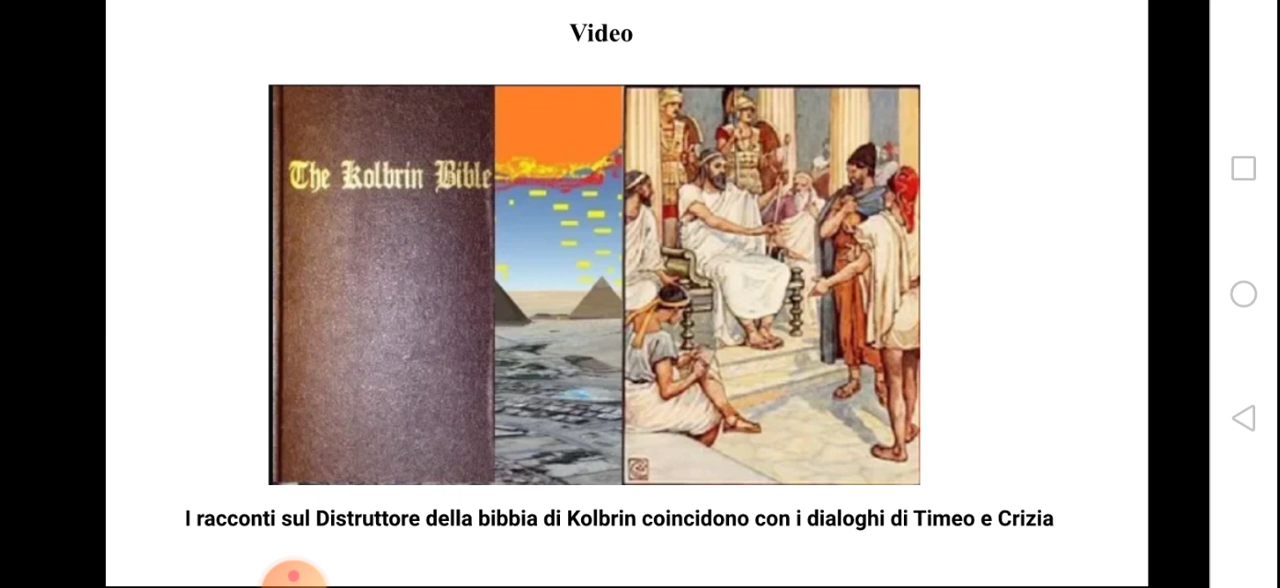 Video
The Kolbrin Bible
I racconti sul Distruttore della bibbia di Kolbrin coincidono con i dialoghi di Timeo e Crizia